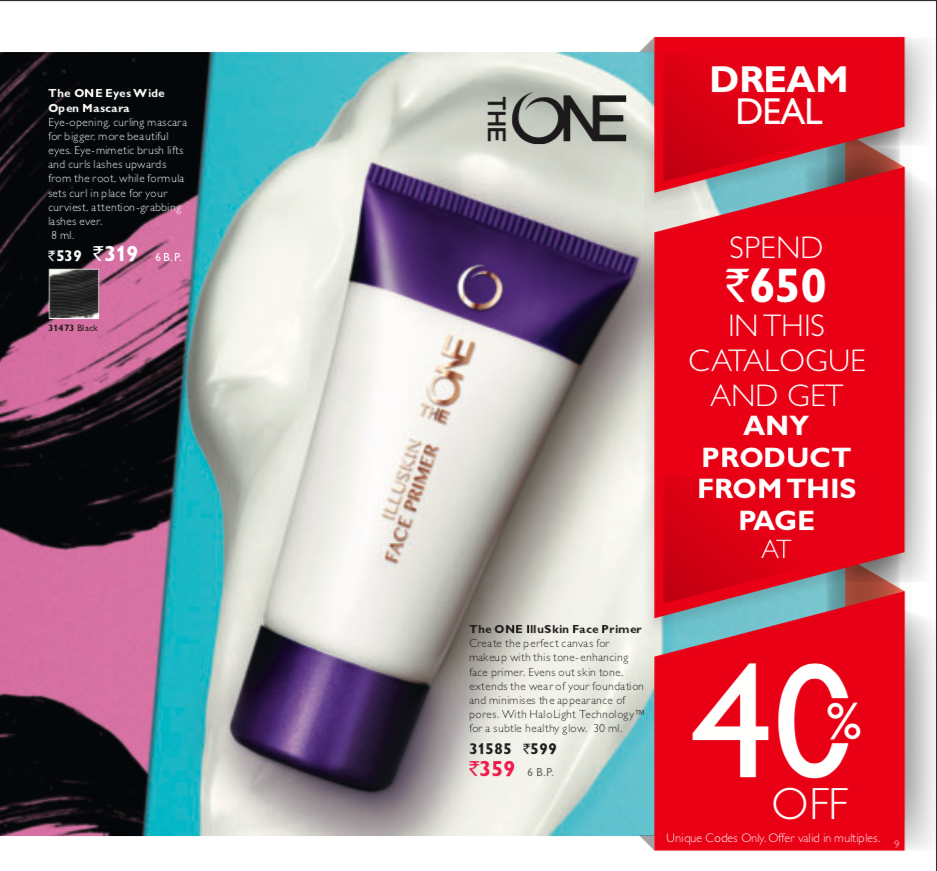 The ONE Eyes Wide
Open Mascara
Eye-opening, curling mascara
for bigger, more beautiful
eyes. Eye-mimetic brush lifts
and curls lashes upwards
from the root, while formula
sets curl in place for your
curviest, attention-grabbing
lashes ever.
8 ml.
₹539 ₹319 6 B.P.
31473 Black
THE ONE
THE ONE
ILLUSKIN
FACE PRIMER
The ONE IlluSkin Face Primer
Create the perfect canvas for
makeup with this tone-enhancing
face primer. Evens out skin tone,
extends the wear of your foundation
and minimises the appearance of
pores. With HaloLight Technology™
for a subtle healthy glow. 30 ml.
31585 ₹599
₹359 6 B.P.
DREAM
DEAL
SPEND
₹650
IN THIS
CATALOGUE
AND GET
ANY
PRODUCT
FROM THIS
PAGE
AT
40%
OFF
Unique Codes Only. Offer valid in multiples.
9